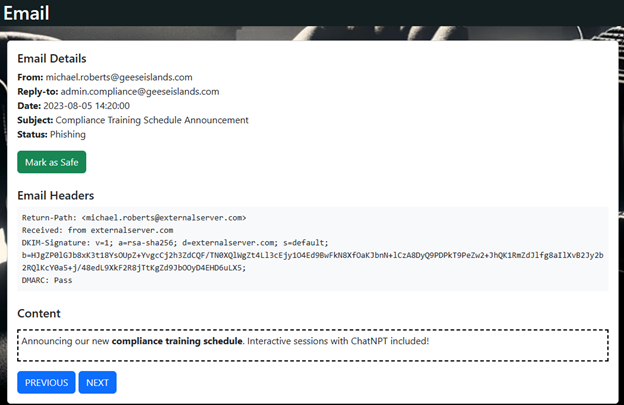 Email
Email Details
From: michael.roberts@geeseislands.com
Reply-to: admin.compliance@geeseislands.com
Date: 2023-08-05 14:20:00
Subject: Compliance Training Schedule Announcement
Status: Phishing
Mark as Safe
Email Headers
Return-Path: <michael.roberts@externalserver.com>
Received: from externalserver.com
DKIM-Signature: v=1; a=rsa-sha256; d=externalserver.com; s=default;
b=HJgZP0lGJb8xK3t18YsOUpZ+YvgcCj2h3ZdCQF/TN0XQlWgZt4Ll3cEjy1O4Ed9BwFkN8XfOaKJbnN+lCzA8DyQ9PDPkT9PeZw2+JhQK1RmZdJlfg8aIlXvB2Jy2b
2RQlKcY0a5+j/48edL9XkF2R8jTtKgZd9JbOOyD4EHD6uLX5;
DMARC: Pass
Content
Announcing our new compliance training schedule. Interactive sessions with ChatNPT included!
PREVIOUS NEXT